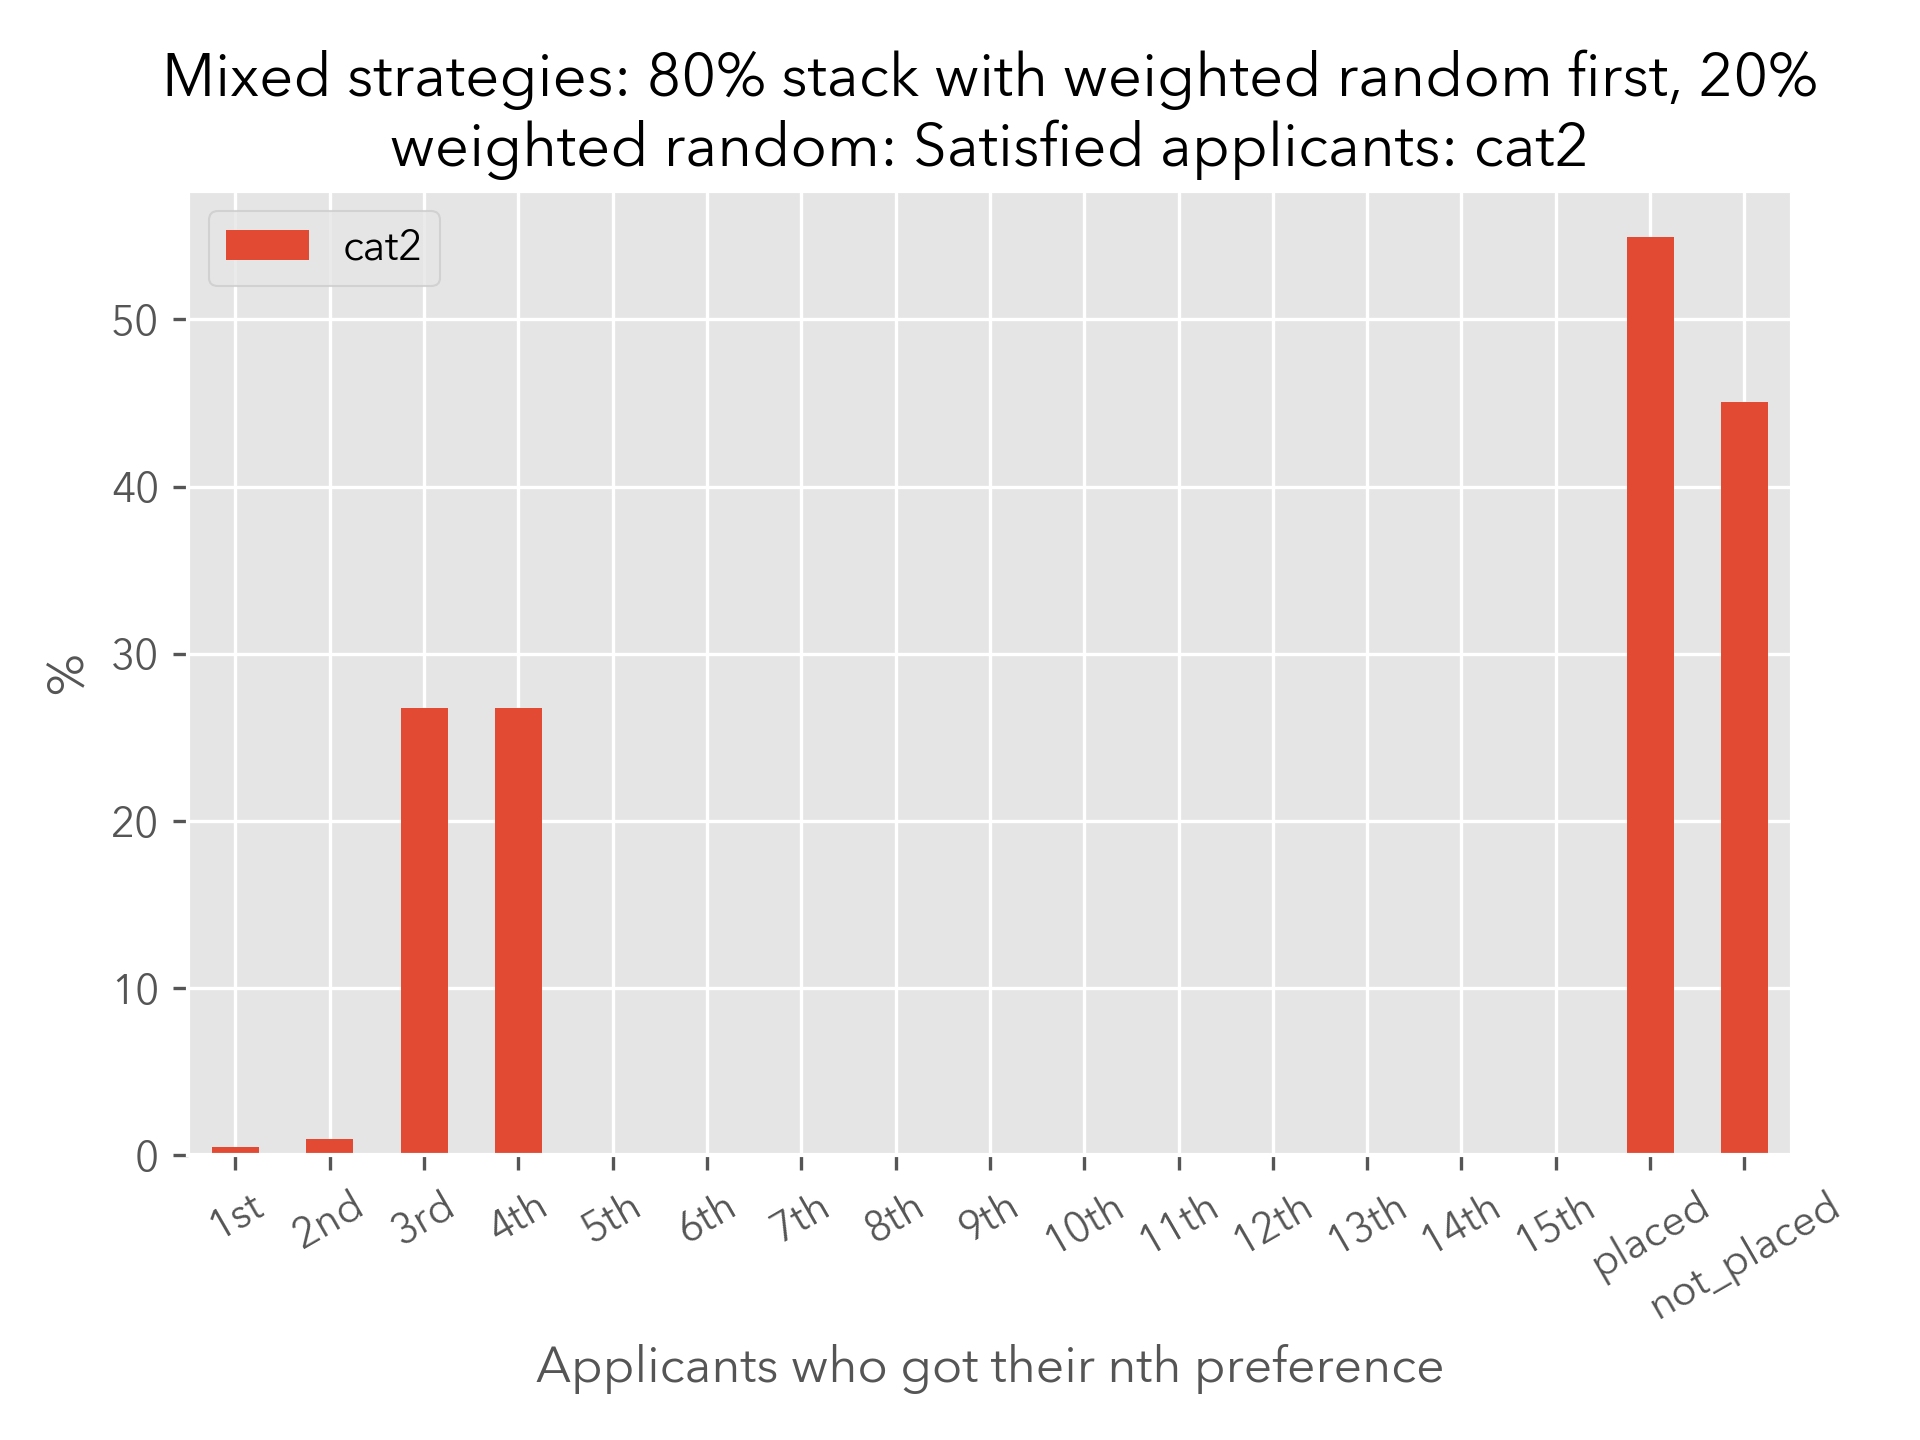 Mixed strategies: 80% stack with weighted random first, 20%
weighted random: Satisfied applicants: cat2
cat2
50
40
30
20
10
0
%
1st
2nd
3rd
4th
5th
6th
7th
8th
9th
10th
11th
12th
13th
14th
15th
placed
not_placed
Applicants who got their nth preference